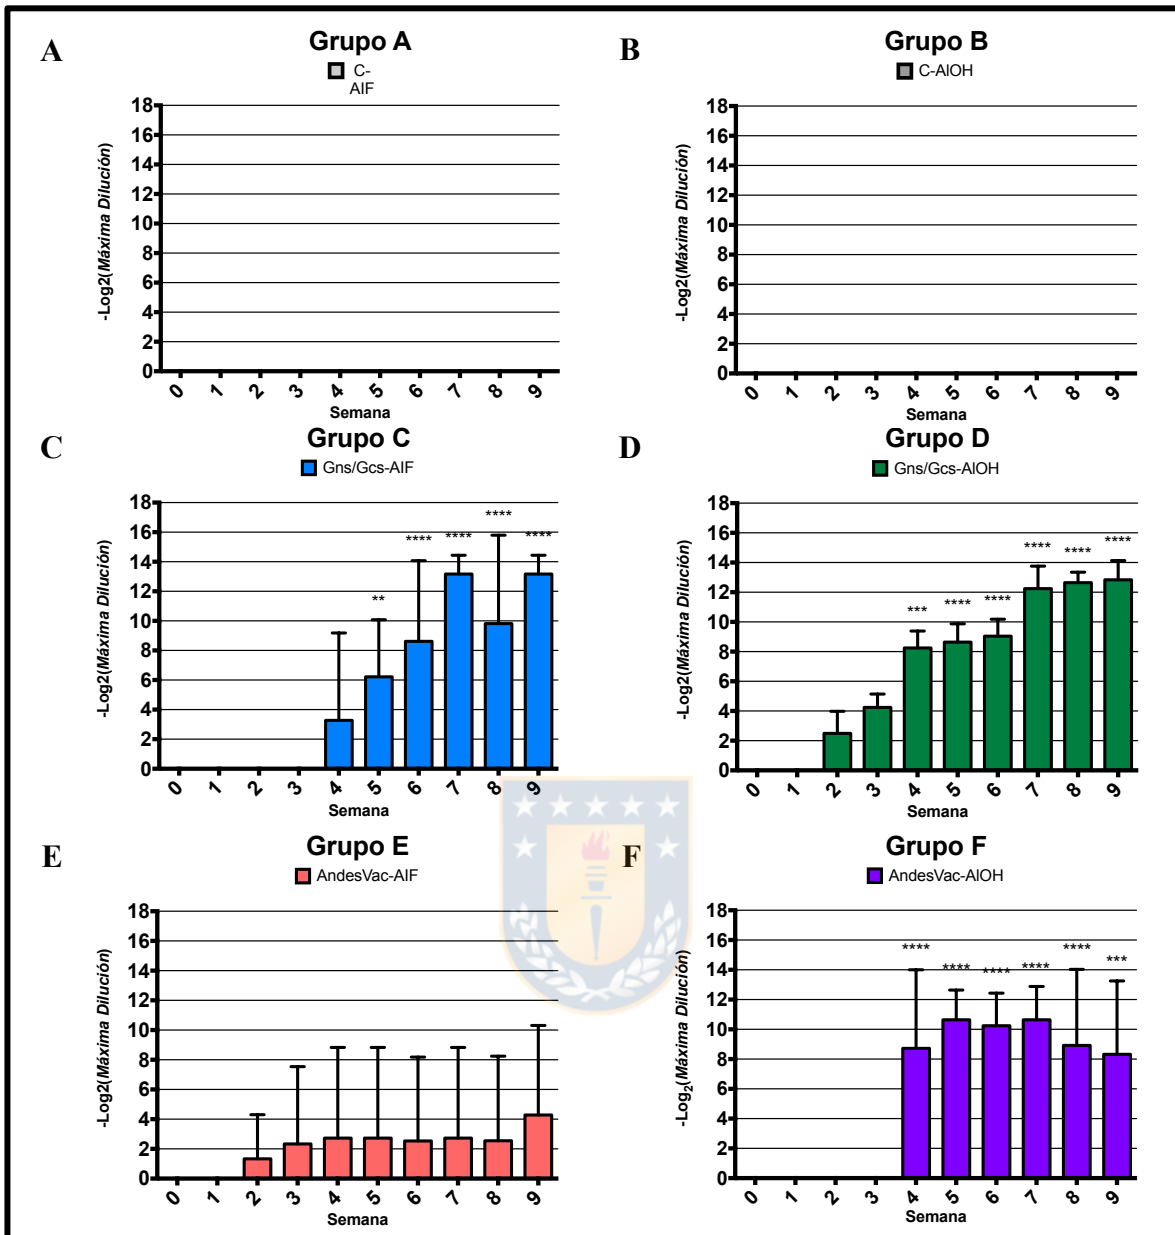 A
Grupo A
C-
AIF
-Log2(Máxima Dilución)
18
16
14
12
10
8
6
4
2
0
0 1 2 3 4 5 6 7 8 9
Semana
B
Grupo B
C-AlOH
-Log2(Máxima Dilución)
18
16
14
12
10
8
6
4
2
0
0 1 2 3 4 5 6 7 8 9
Semana
C
Grupo C
Gns/Gcs-AIF
-Log2(Máxima Dilución)
18
16
14
12
10
8
6
4
2
0
** **** **** **** ****
0 1 2 3 4 5 6 7 8 9
Semana
D
Grupo D
Gns/Gcs-AlOH
-Log2(Máxima Dilución)
18
16
14
12
10
8
6
4
2
0
*** **** **** **** **** ****
0 1 2 3 4 5 6 7 8 9
Semana
E
Grupo E
AndesVac-AIF
-Log2(Máxima Dilución)
18
16
14
12
10
8
6
4
2
0
0 1 2 3 4 5 6 7 8 9
Semana
F
Grupo F
AndesVac-AlOH
-Log₂(Máxima Dilución)
18
16
14
12
10
8
6
4
2
0
**** **** **** **** **** ***
0 1 2 3 4 5 6 7 8 9
Semana